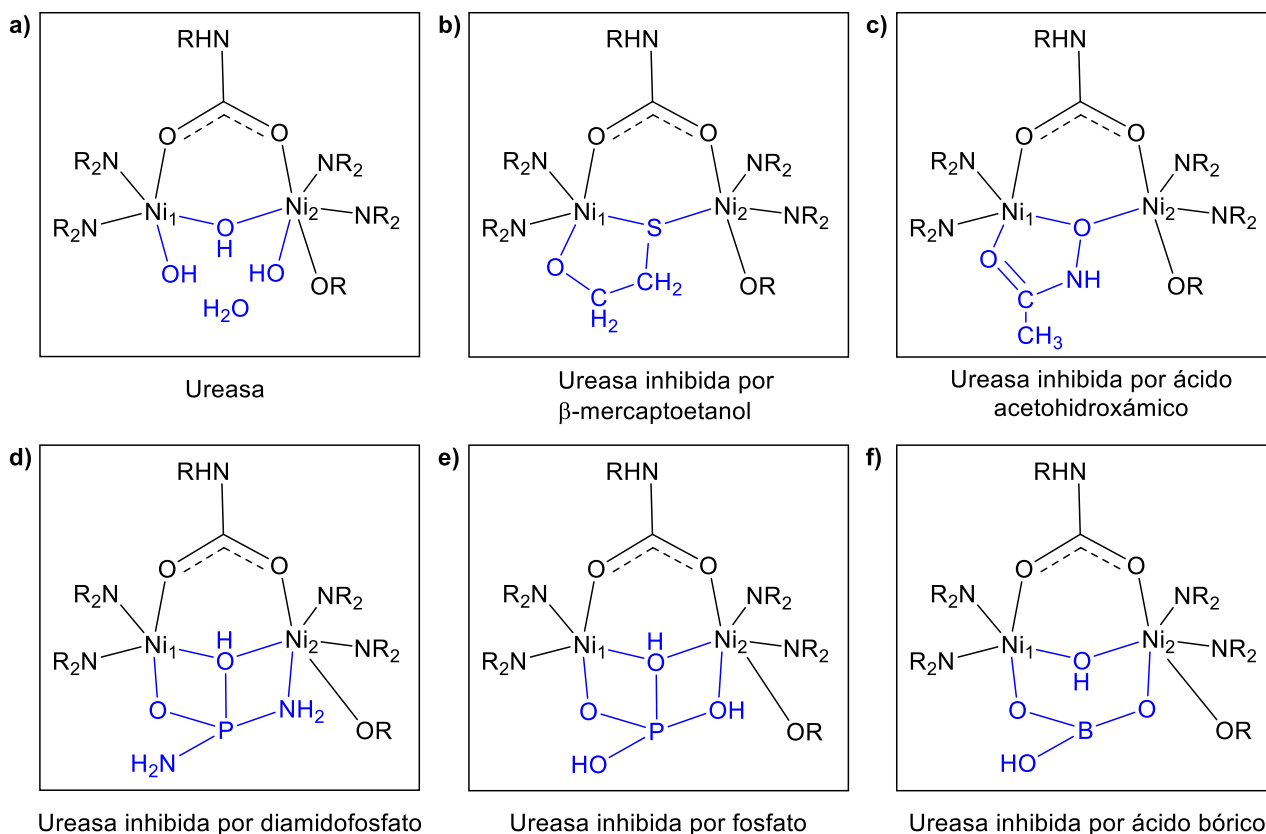 a)
RHN
O
O
R₂N
NR₂
R₂N
Ni₁
O
H
Ni₂
NR₂
OH
HO
OR
H₂O
Ureasa
b)
RHN
O
O
R₂N
NR₂
R₂N
Ni₁
S
Ni₂
NR₂
O
CH₂
C
H₂
OR
Ureasa inhibida por
β-mercaptoetanol
c)
RHN
O
O
R₂N
NR₂
R₂N
Ni₁
O
Ni₂
NR₂
O
NH
C
OR
CH₃
Ureasa inhibida por ácido
acetohidroxámico
d)
RHN
O
O
R₂N
NR₂
R₂N
Ni₁
H
O
Ni₂
NR₂
O
P
NH₂
OR
H₂N
Ureasa inhibida por diamidofosfato
e)
RHN
O
O
R₂N
NR₂
R₂N
Ni₁
H
O
Ni₂
NR₂
O
P
OH
OR
HO
Ureasa inhibida por fosfato
f)
RHN
O
O
R₂N
NR₂
R₂N
Ni₁
O
H
Ni₂
NR₂
O
B
O
OR
HO
Ureasa inhibida por ácido bórico